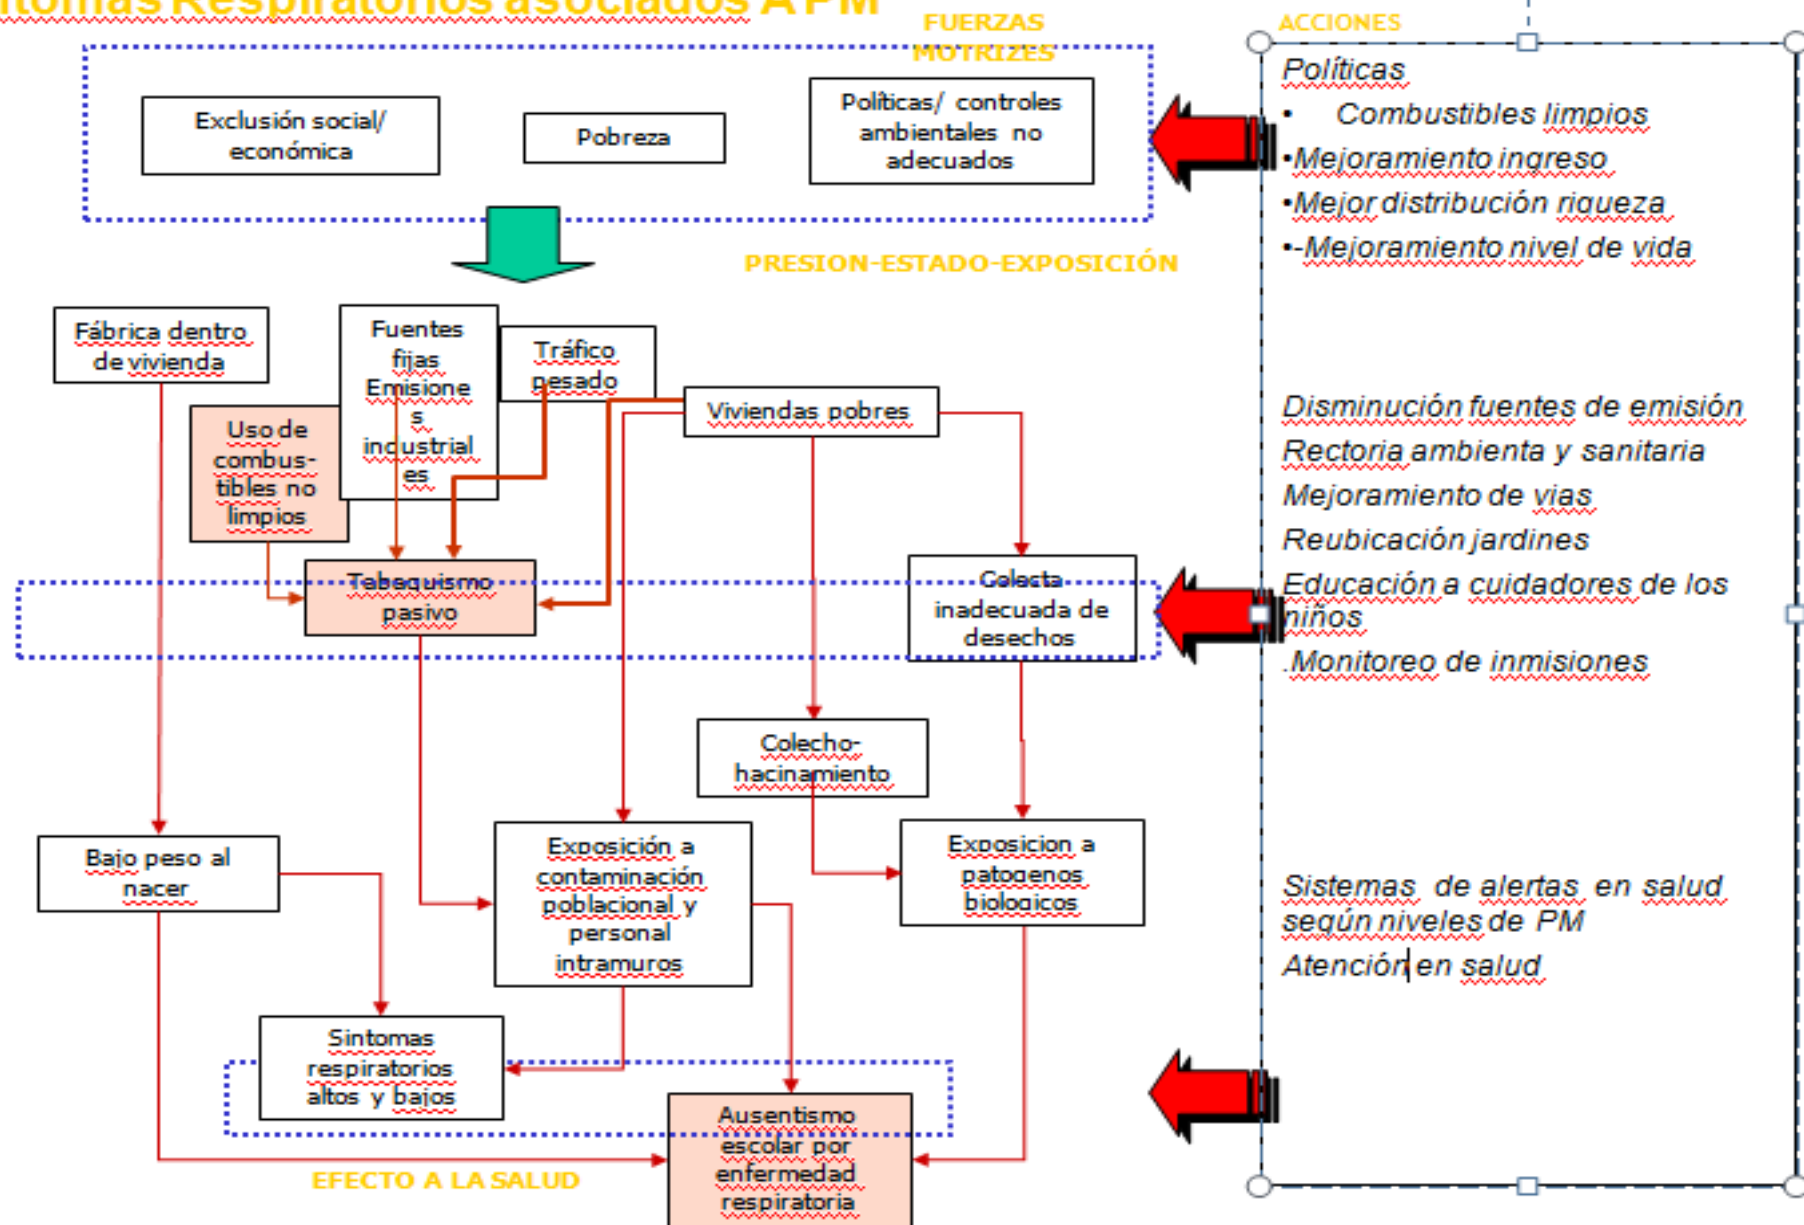 ntomas Respiratorios asociados A PM
FUERZAS
MOTRIZES
Exclusión social/
económica
Pobreza
Políticas/ controles
ambientales no
adecuados
PRESION-ESTADO-EXPOSICIÓN
Fábrica dentro
de vivienda
Fuentes
fijas
Emisione
s
industrial
es
Tráfico
pesado
Uso de
combus-
tibles no
limpios
Viviendas pobres
Tabaquismo
pasivo
Colecta
inadecuada de
desechos
Colecho-
hacinamiento
Bajo peso al
nacer
Exposición a
contaminación
poblacional y
personal
intramuros
Exposicion a
patogenos
biologicos
Sintomas
respiratorios
altos y bajos
Ausentismo
escolar por
enfermedad
respiratoria
EFECTO A LA SALUD
ACCIONES
Políticas
• Combustibles limpios
•Mejoramiento ingreso
•Mejor distribución riqueza
•-Mejoramiento nivel de vida
Disminución fuentes de emisión
Rectoria ambienta y sanitaria
Mejoramiento de vias
Reubicación jardines
Educación a cuidadores de los
niños
.Monitoreo de inmisiones
Sistemas de alertas en salud
según niveles de PM
Atención en salud